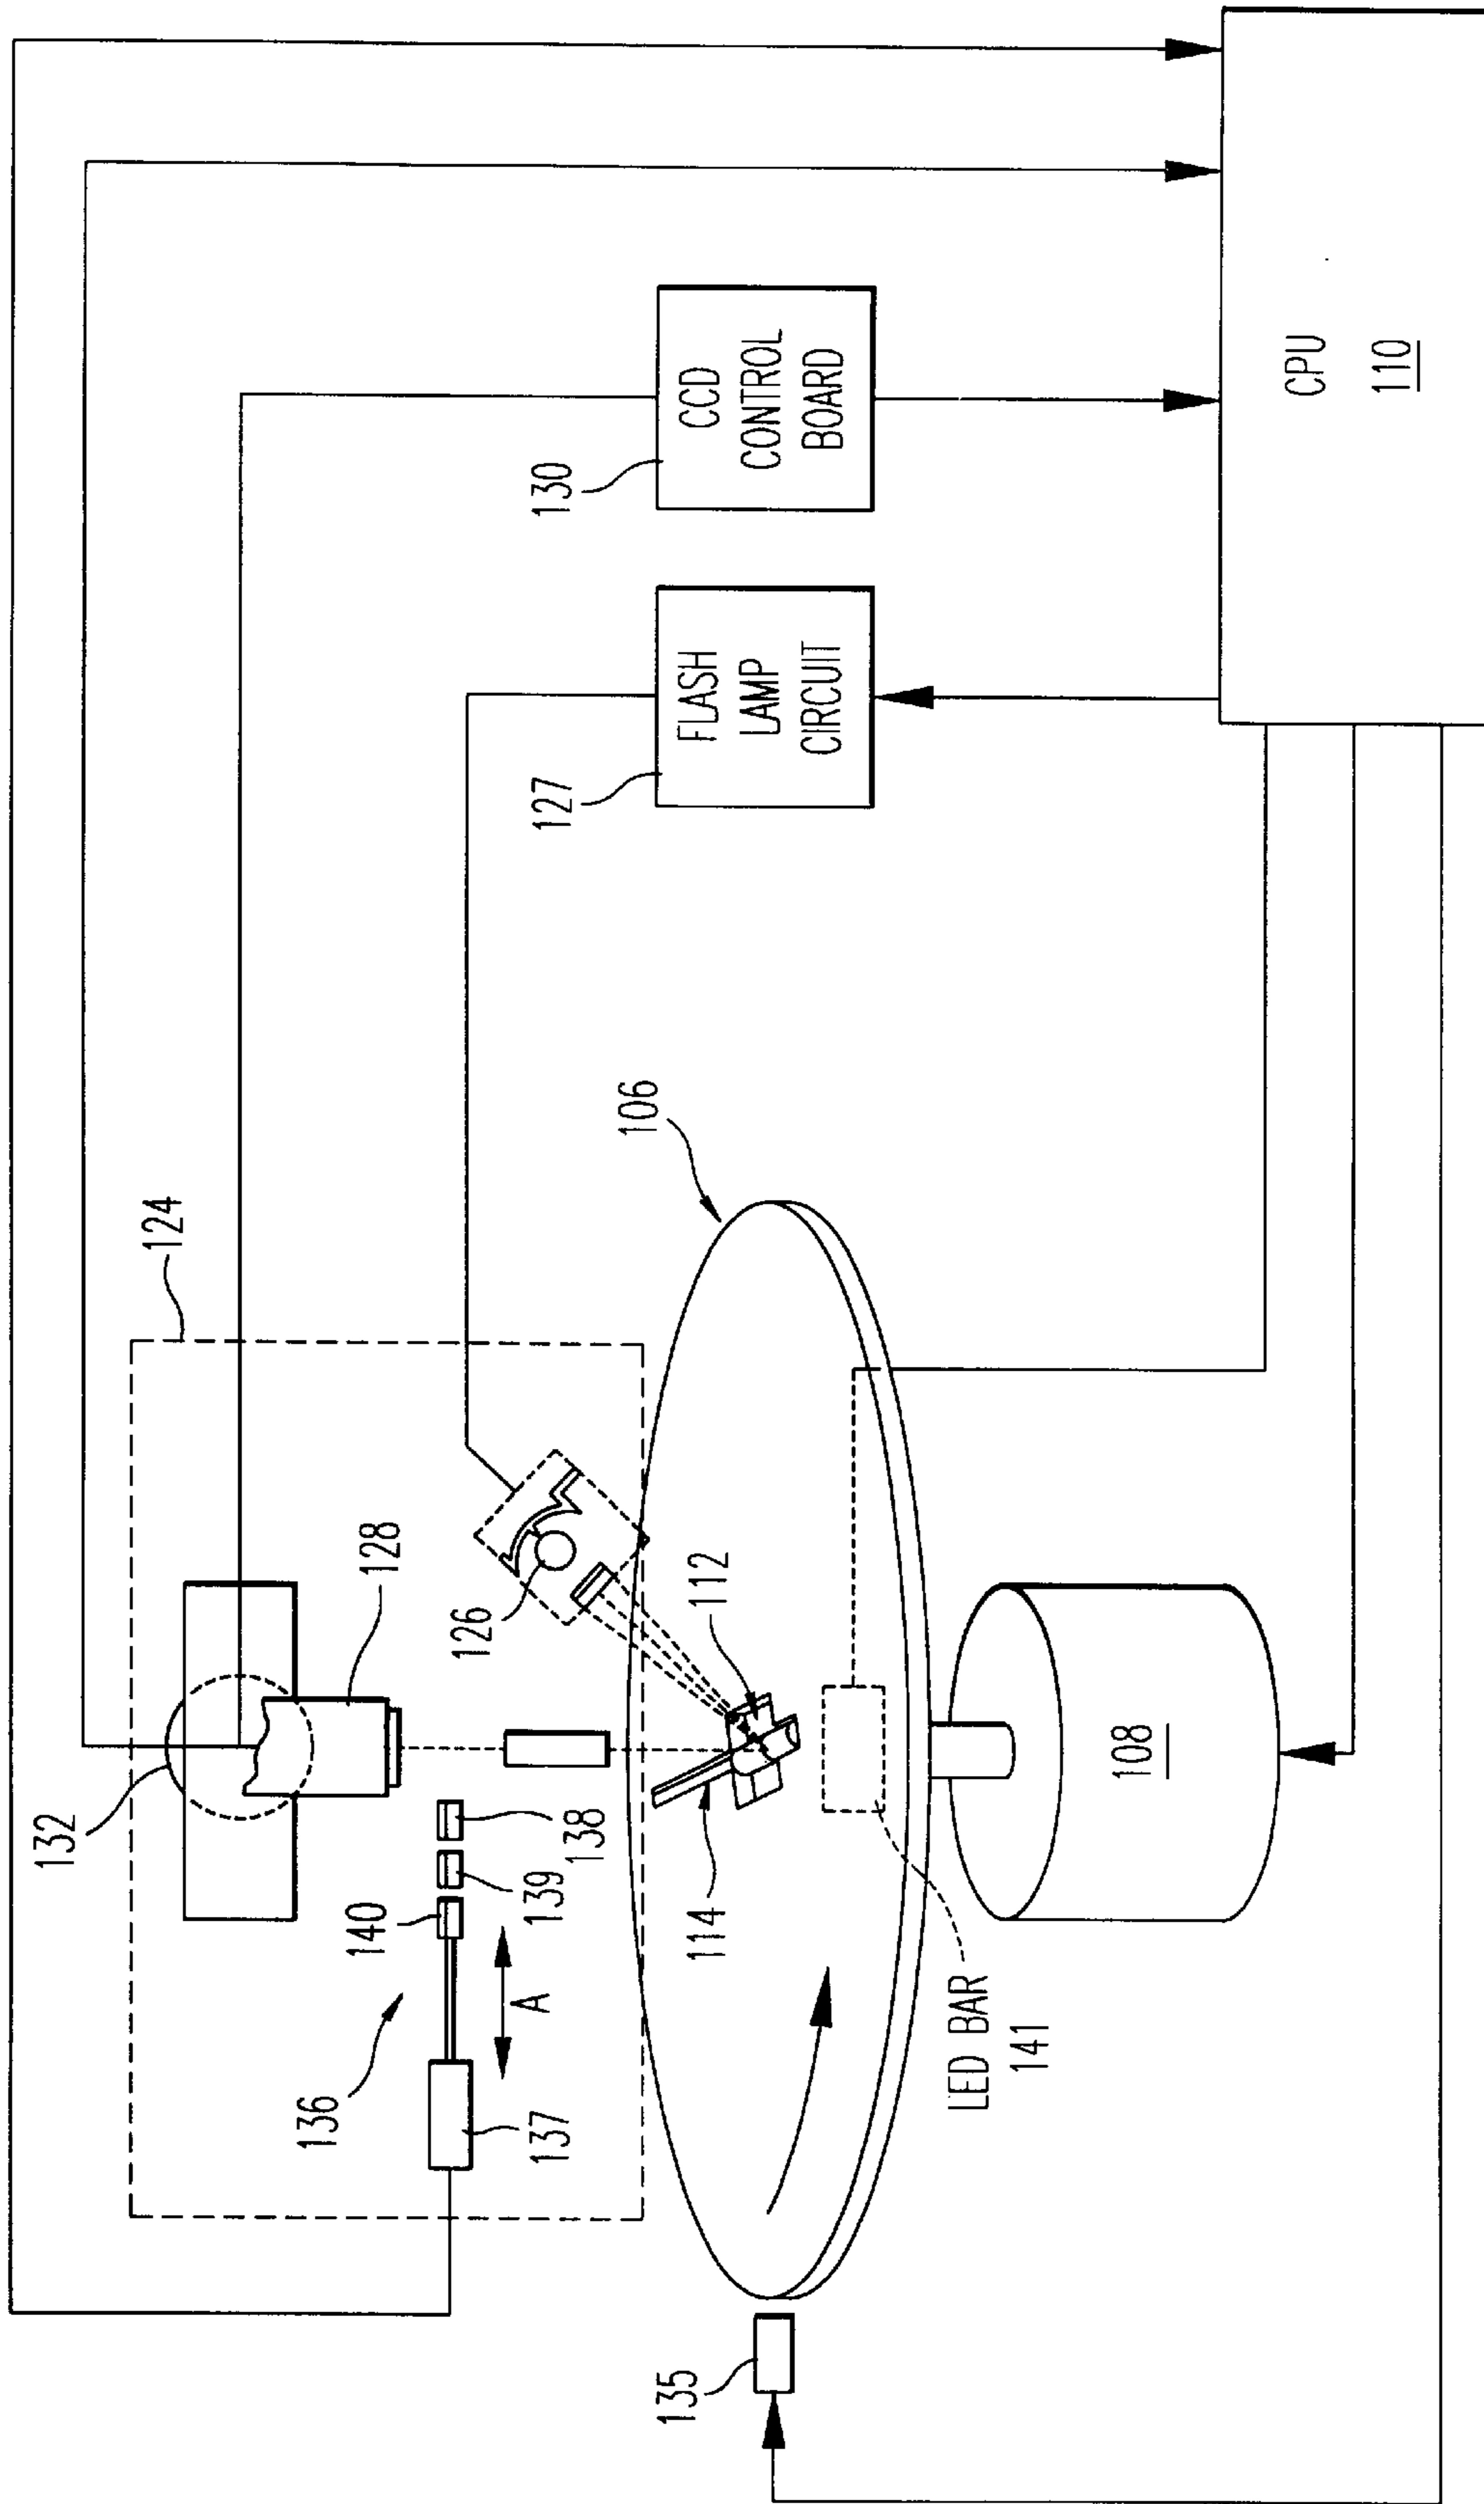 124
132
128
136
140
138
139
137
A
126
106
112
114
135
LED BAR
141
108
127
FLASH
LAMP
CIRCUIT
130
CCD
CONTROL
BOARD
CPU
110